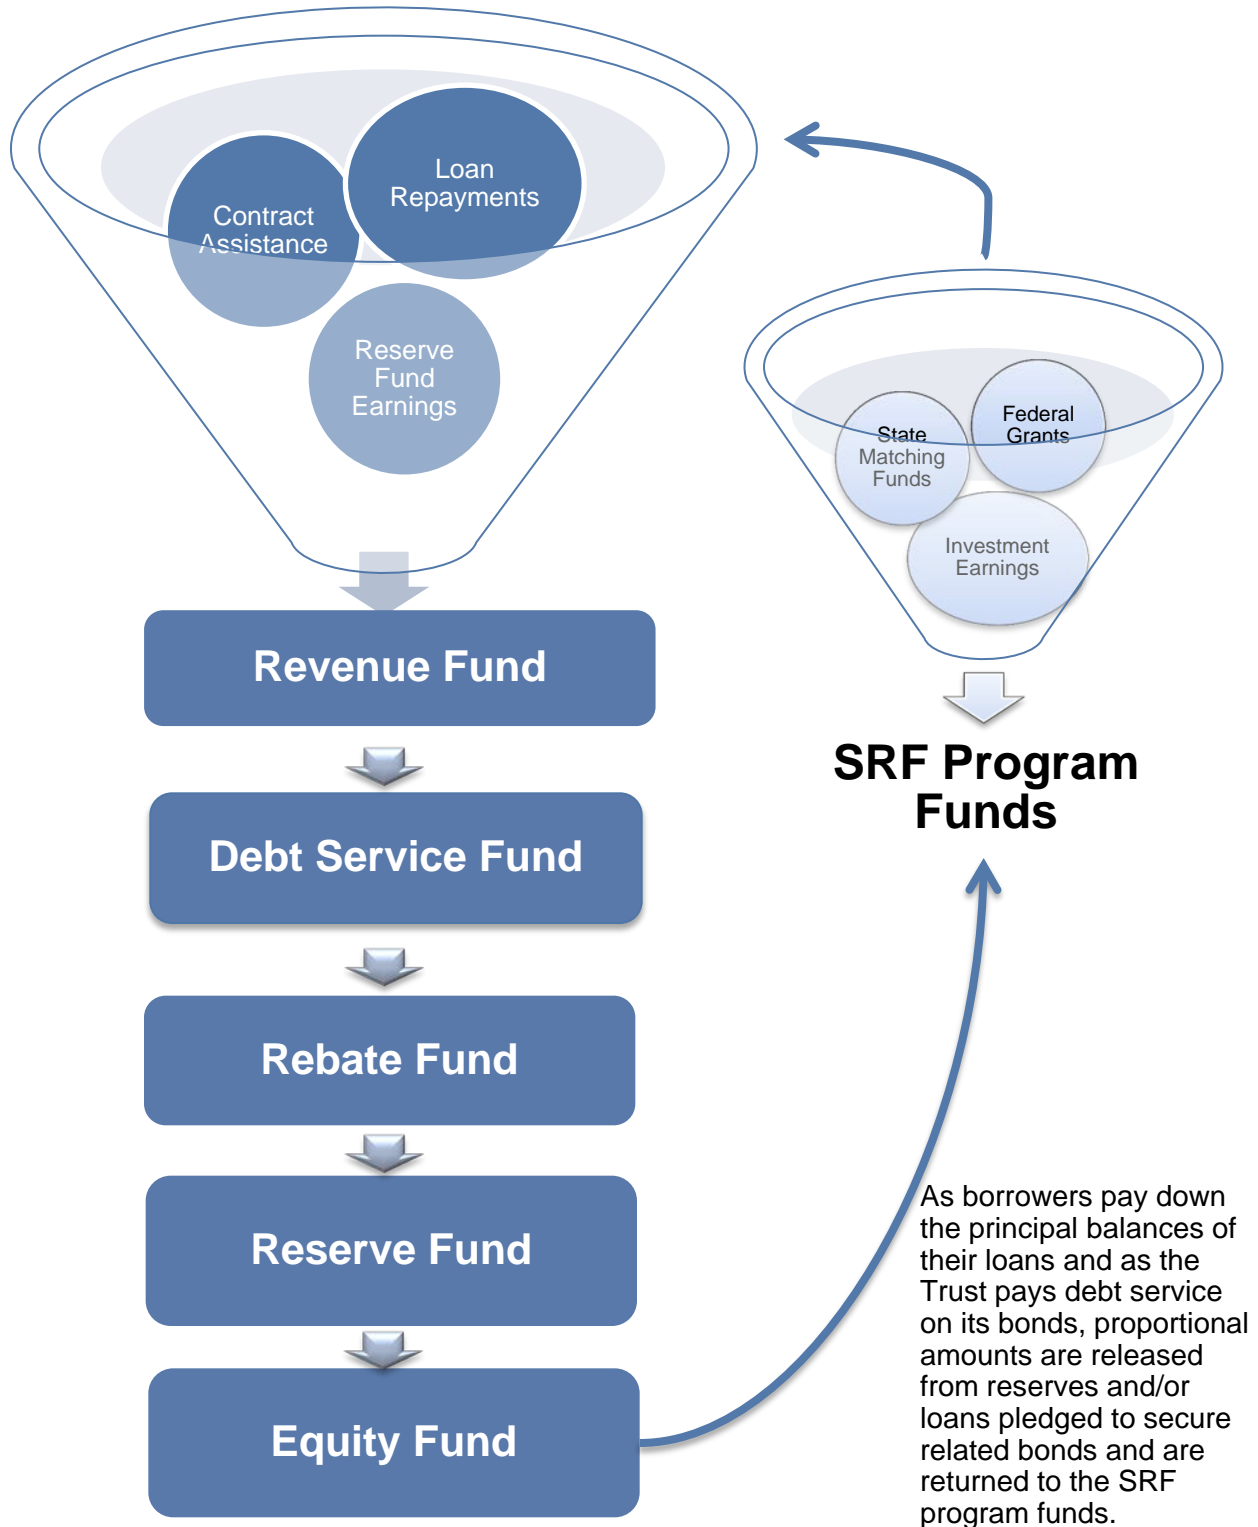 Loan
Repayments
Contract
Assistance
Reserve
Fund
Earnings
Federal
Grants
State
Matching
Funds
Investment
Earnings
Revenue Fund
SRF Program
Funds
Debt Service Fund
Rebate Fund
Reserve Fund
Equity Fund
As borrowers pay down
the principal balances of
their loans and as the
Trust pays debt service
on its bonds, proportional
amounts are released
from reserves and/or
loans pledged to secure
related bonds and are
returned to the SRF
program funds.